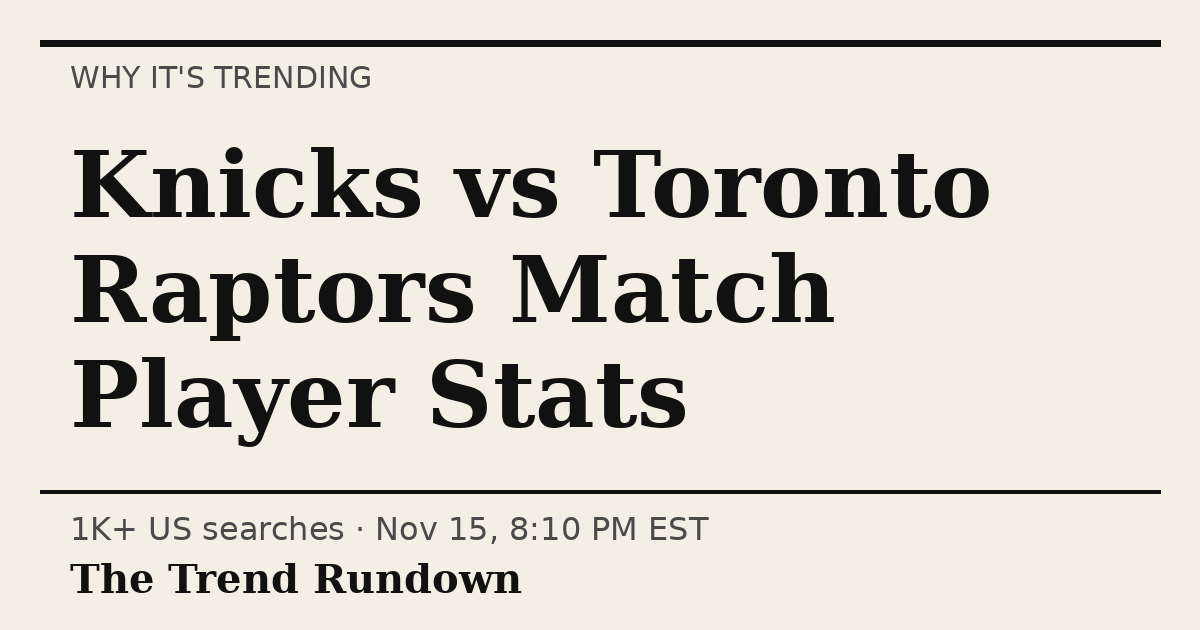 WHY IT'S TRENDING
Knicks vs Toronto
Raptors Match
Player Stats
1K+ US searches · Nov 15, 8:10 PM EST
The Trend Rundown